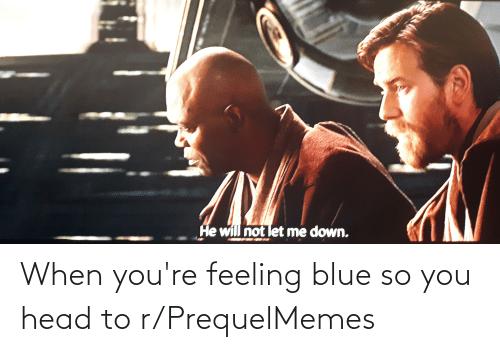 He will not let me down.
When you're feeling blue so you
head to r/PrequelMemes